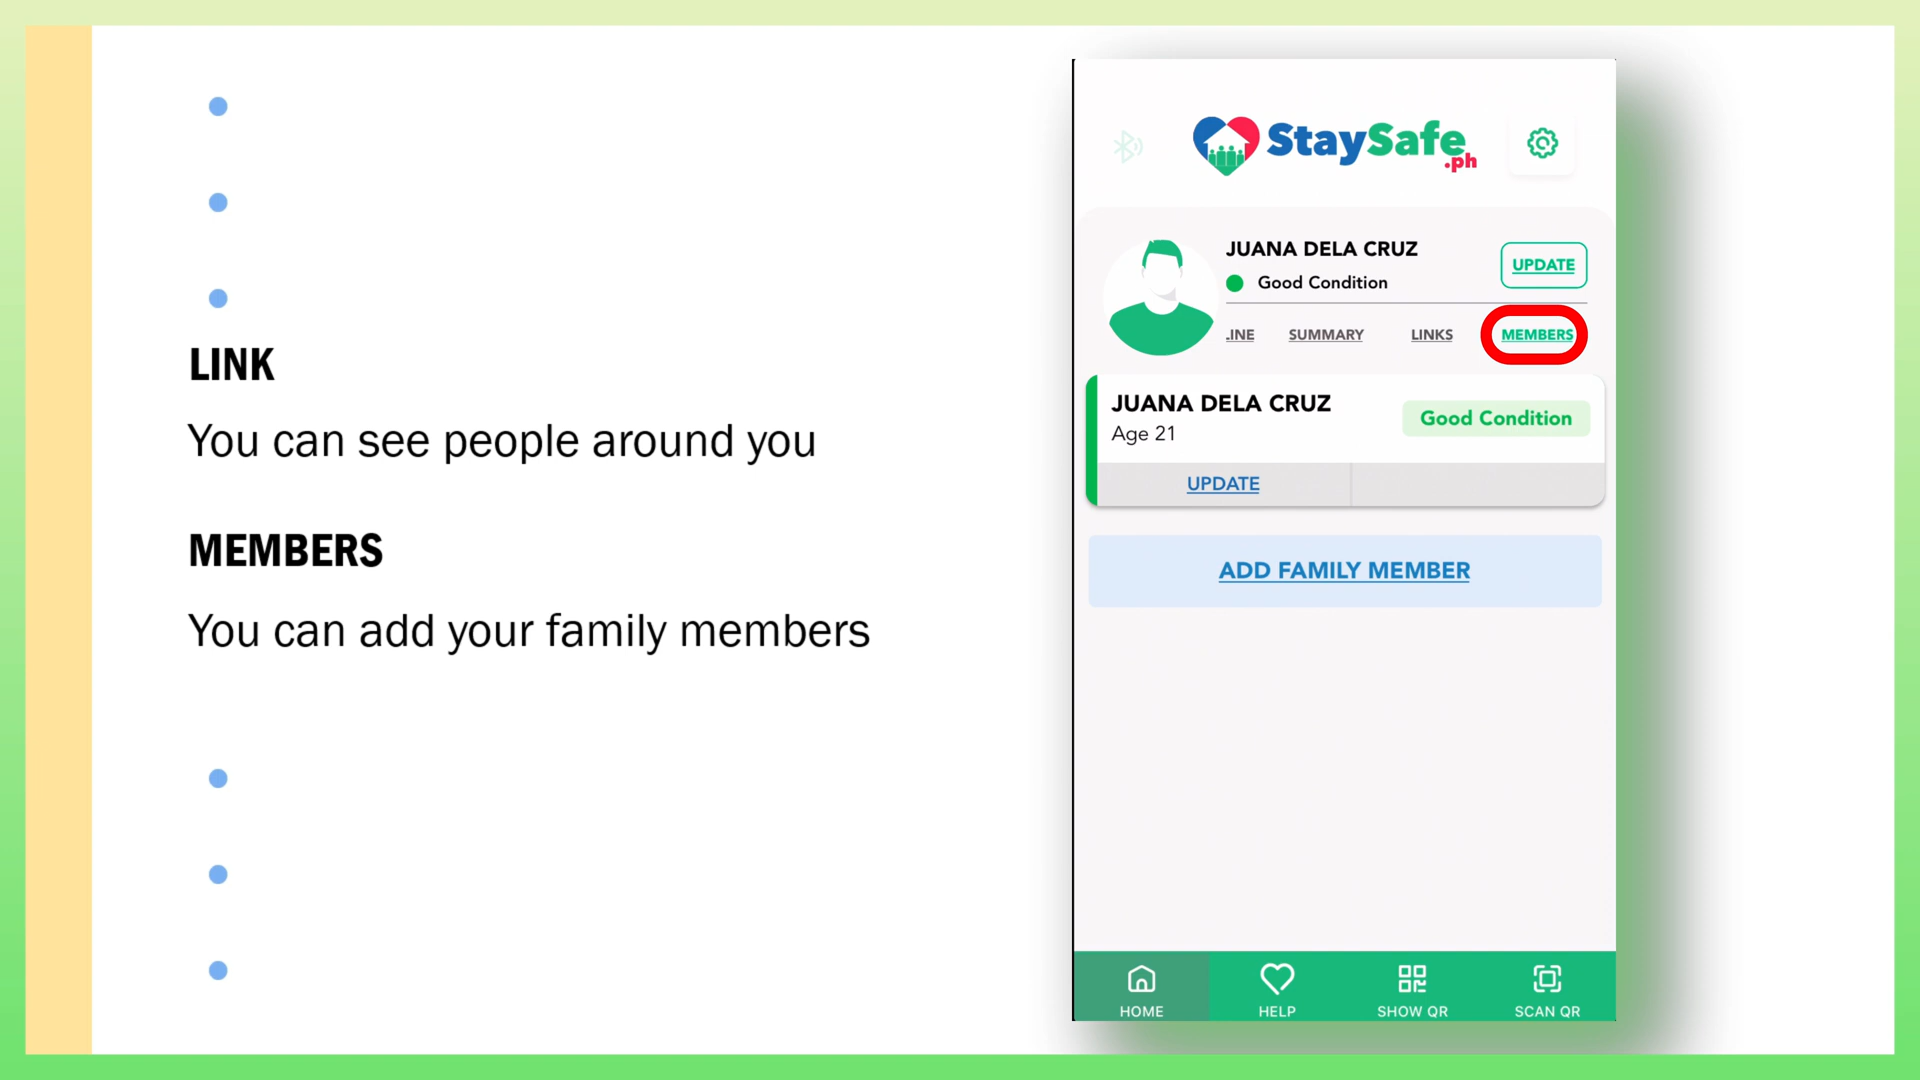 LINK
You can see people around you
MEMBERS
You can add your family members
StaySafe.ph
JUANA DELA CRUZ
Good Condition
UPDATE
LINE SUMMARY LINKS MEMBERS
JUANA DELA CRUZ
Age 21
Good Condition
UPDATE
ADD FAMILY MEMBER
HOME HELP SHOW QR SCAN QR